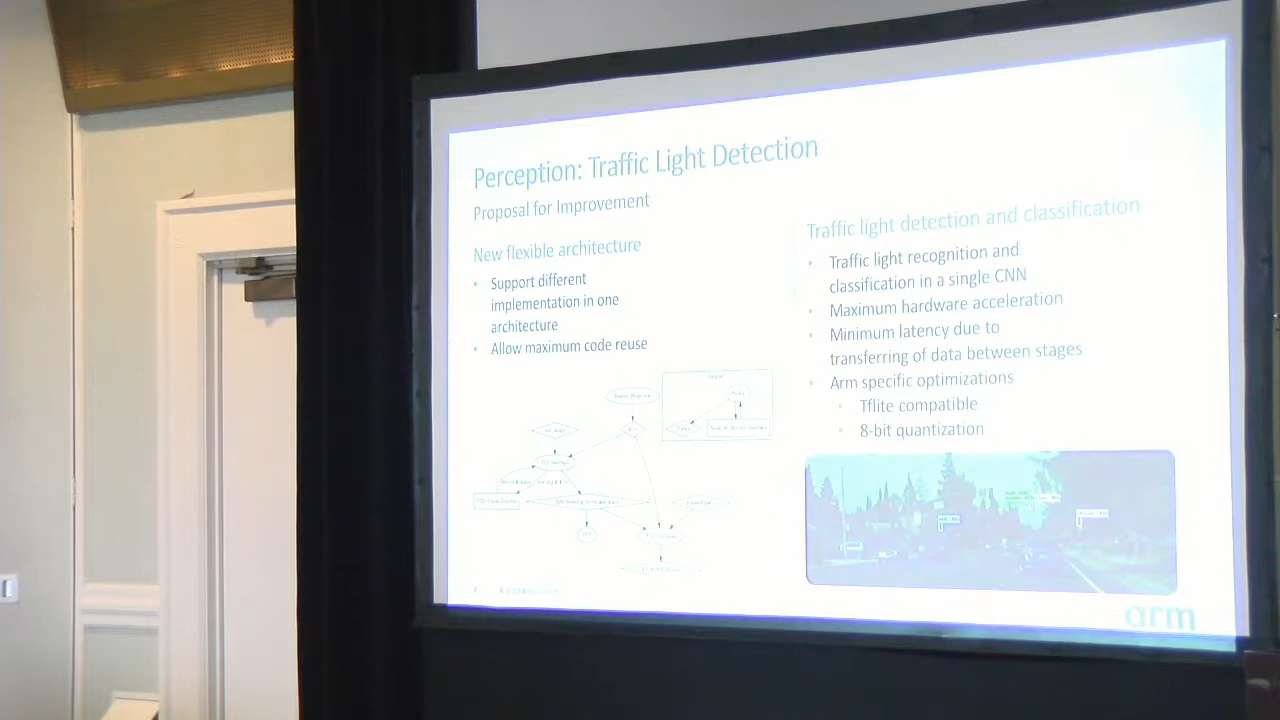 Perception: Traffic Light Detection
Proposal for Improvement
New flexible architecture
• Support different
implementation in one
architecture
• Allow maximum code reuse
Traffic light detection and classification
• Traffic light recognition and
classification in a single CNN
• Maximum hardware acceleration
• Minimum latency due to
transferring of data between stages
• Arm specific optimizations
• Tflite compatible
• 8-bit quantization
arm